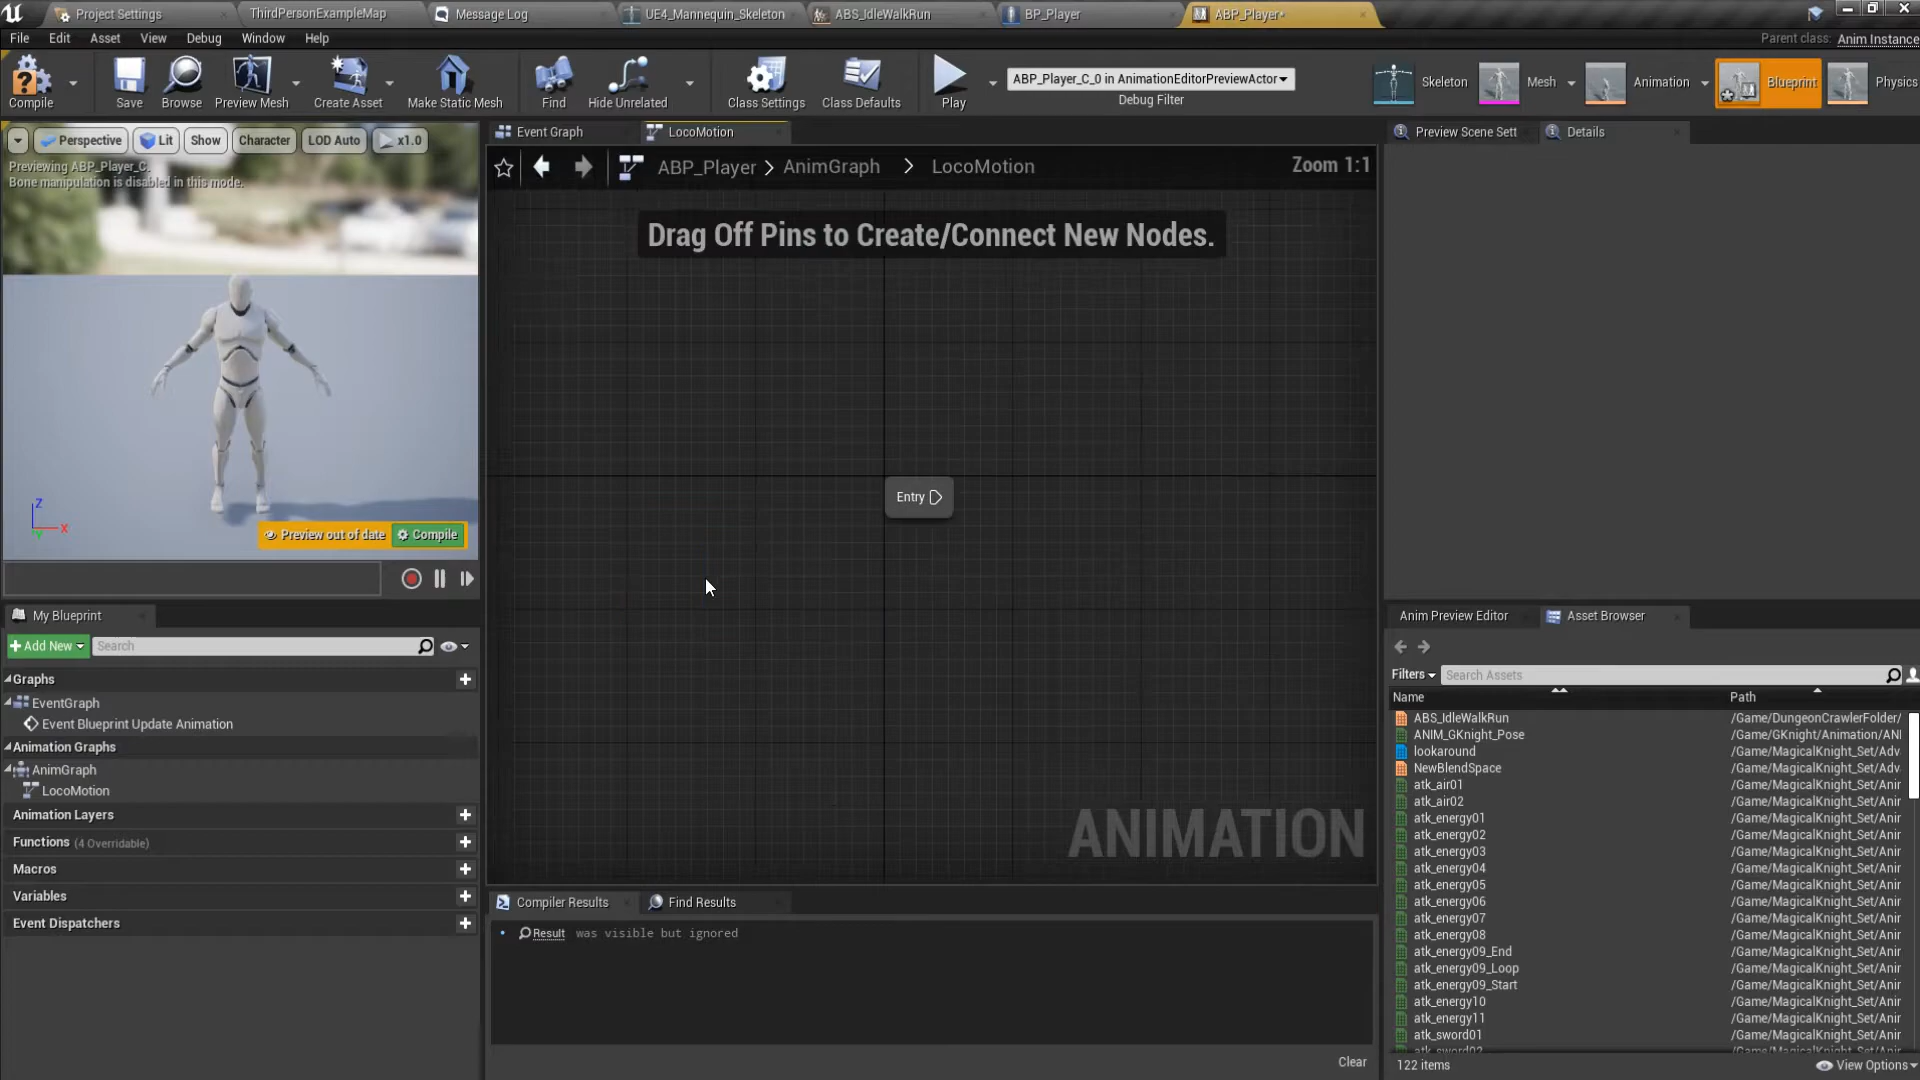 Project Settings
ThirdPersonExampleMap
Message Log
UE4_Mannequin_Skeleton
ABS_IdleWalkRun
BP_Player
ABP_Player•
File Edit Asset View Debug Window Help
Parent class: Anim Instance
Compile
Save
Browse
Preview Mesh
Create Asset
Make Static Mesh
Find
Hide Unrelated
Class Settings
Class Defaults
Play
ABP_Player_C_0 in AnimationEditorPreviewActor
Debug Filter
Skeleton
Mesh
Animation
Blueprint
Physics
Perspective
Lit
Show
Character
LOD Auto
x1.0
Previewing ABP_Player_C.
Bone manipulation is disabled in this mode.
Z
X
Y
Preview out of date
Compile
Event Graph
LocoMotion
ABP_Player > AnimGraph > LocoMotion
Zoom 1:1
Drag Off Pins to Create/Connect New Nodes.
Entry
ANIMATION
Preview Scene Sett
Details
My Blueprint
+ Add New
Search
Graphs
EventGraph
Event Blueprint Update Animation
Animation Graphs
AnimGraph
LocoMotion
Animation Layers
Functions (4 Overridable)
Macros
Variables
Event Dispatchers
Compiler Results
Find Results
• Result was visible but ignored
Clear
Anim Preview Editor
Asset Browser
Filters
Search Assets
Name Path
ABS_IdleWalkRun /Game/DungeonCrawlerFolder/
ANIM_GKnight_Pose /Game/GKnight/Animation/ANI
lookaround /Game/MagicalKnight_Set/Adv
NewBlendSpace /Game/MagicalKnight_Set/Adv
atk_air01 /Game/MagicalKnight_Set/Anir
atk_air02 /Game/MagicalKnight_Set/Anir
atk_energy01 /Game/MagicalKnight_Set/Anir
atk_energy02 /Game/MagicalKnight_Set/Anir
atk_energy03 /Game/MagicalKnight_Set/Anir
atk_energy04 /Game/MagicalKnight_Set/Anir
atk_energy05 /Game/MagicalKnight_Set/Anir
atk_energy06 /Game/MagicalKnight_Set/Anir
atk_energy07 /Game/MagicalKnight_Set/Anir
atk_energy08 /Game/MagicalKnight_Set/Anir
atk_energy09_End /Game/MagicalKnight_Set/Anir
atk_energy09_Loop /Game/MagicalKnight_Set/Anir
atk_energy09_Start /Game/MagicalKnight_Set/Anir
atk_energy10 /Game/MagicalKnight_Set/Anir
atk_energy11 /Game/MagicalKnight_Set/Anir
atk_sword01 /Game/MagicalKnight_Set/Anir
122 items
View Options